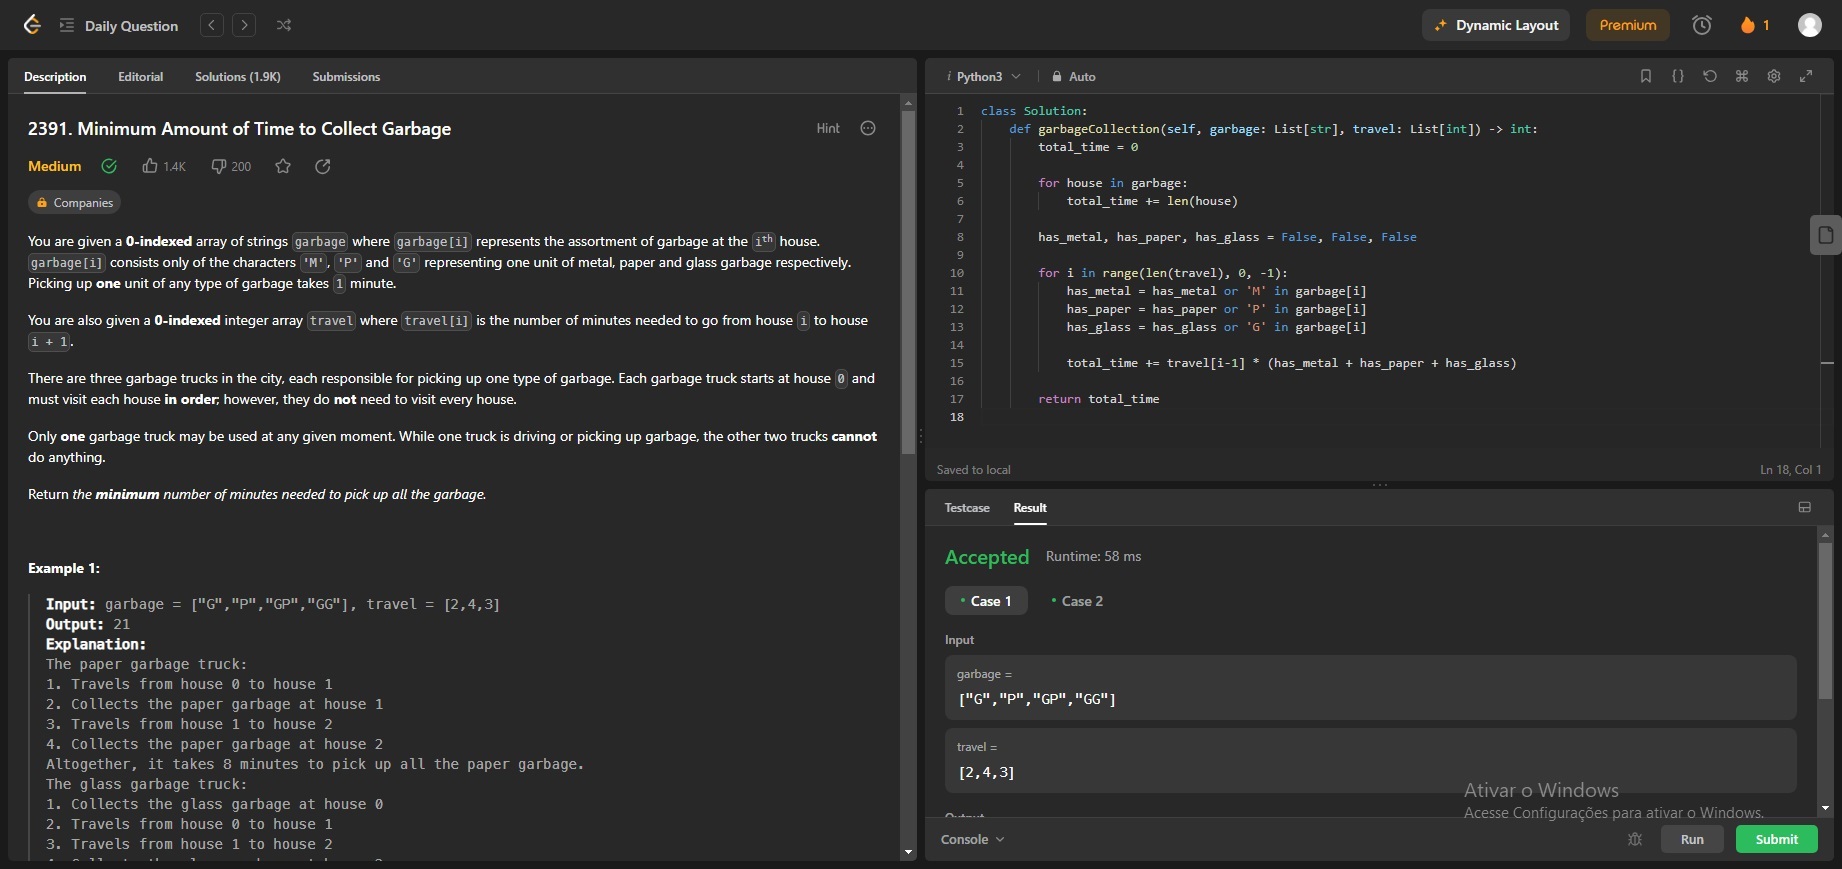 Daily Question
Dynamic Layout
Premium
1
Description Editorial Solutions (1.9K) Submissions
2391. Minimum Amount of Time to Collect Garbage
Hint
Medium 1.4K 200
Companies
You are given a 0-indexed array of strings garbage where garbage[i] represents the assortment of garbage at the ith house.
garbage[i] consists only of the characters 'M', 'P' and 'G' representing one unit of metal, paper and glass garbage respectively.
Picking up one unit of any type of garbage takes 1 minute.
You are also given a 0-indexed integer array travel where travel[i] is the number of minutes needed to go from house i to house
i + 1.
There are three garbage trucks in the city, each responsible for picking up one type of garbage. Each garbage truck starts at house 0 and
must visit each house in order; however, they do not need to visit every house.
Only one garbage truck may be used at any given moment. While one truck is driving or picking up garbage, the other two trucks cannot
do anything.
Return the minimum number of minutes needed to pick up all the garbage.
Example 1:
Input: garbage = ["G","P","GP","GG"], travel = [2,4,3]
Output: 21
Explanation:
The paper garbage truck:
1. Travels from house 0 to house 1
2. Collects the paper garbage at house 1
3. Travels from house 1 to house 2
4. Collects the paper garbage at house 2
Altogether, it takes 8 minutes to pick up all the paper garbage.
The glass garbage truck:
1. Collects the glass garbage at house 0
2. Travels from house 0 to house 1
3. Travels from house 1 to house 2
i Python3 Auto
{}
1 class Solution:
2 def garbageCollection(self, garbage: List[str], travel: List[int]) -> int:
3 total_time = 0
4
5 for house in garbage:
6 total_time += len(house)
7
8 has_metal, has_paper, has_glass = False, False, False
9
10 for i in range(len(travel), 0, -1):
11 has_metal = has_metal or 'M' in garbage[i]
12 has_paper = has_paper or 'P' in garbage[i]
13 has_glass = has_glass or 'G' in garbage[i]
14
15 total_time += travel[i-1] * (has_metal + has_paper + has_glass)
16
17 return total_time
18
Saved to local
Ln 18, Col 1
Testcase Result
Accepted Runtime: 58 ms
Case 1 Case 2
Input
garbage =
["G","P","GP","GG"]
travel =
[2,4,3]
Ativar o Windows
Acesse Configurações para ativar o Windows.
Console
Run
Submit